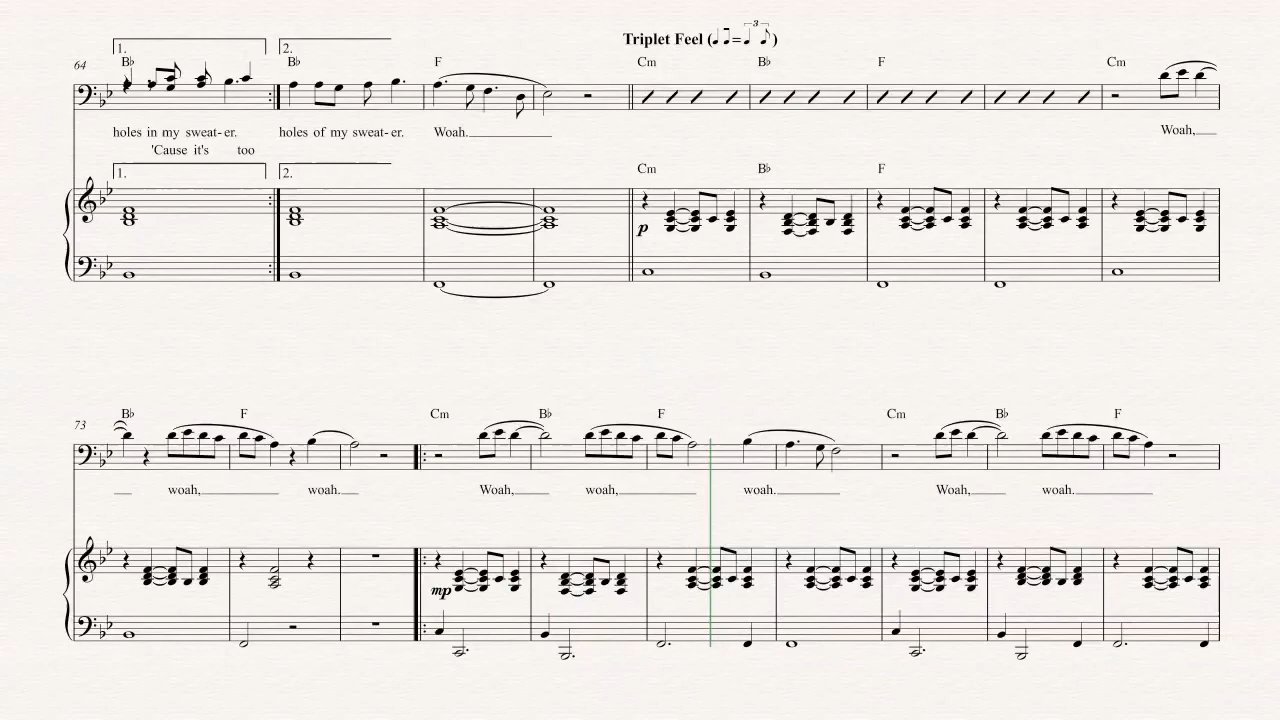 Triplet Feel (♩♫=♩♪)
3
1. 2.
64 B♭ B♭ F Cm B♭ F Cm
holes in my sweat-er. holes of my sweat-er. Woah. Woah,
'Cause it's too
1. 2. Cm B♭ F
p
73 B♭ F Cm B♭ F Cm B♭ F
woah, woah. Woah, woah, woah. Woah, woah.
mp